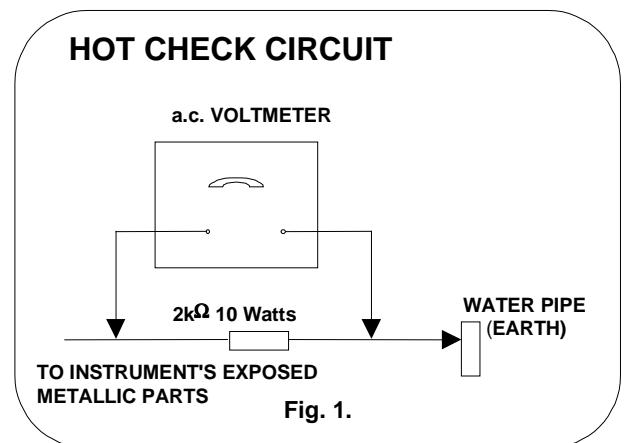 HOT CHECK CIRCUIT
a.c. VOLTMETER
2kΩ 10 Watts
WATER PIPE
(EARTH)
TO INSTRUMENT'S EXPOSED
METALLIC PARTS
Fig. 1.